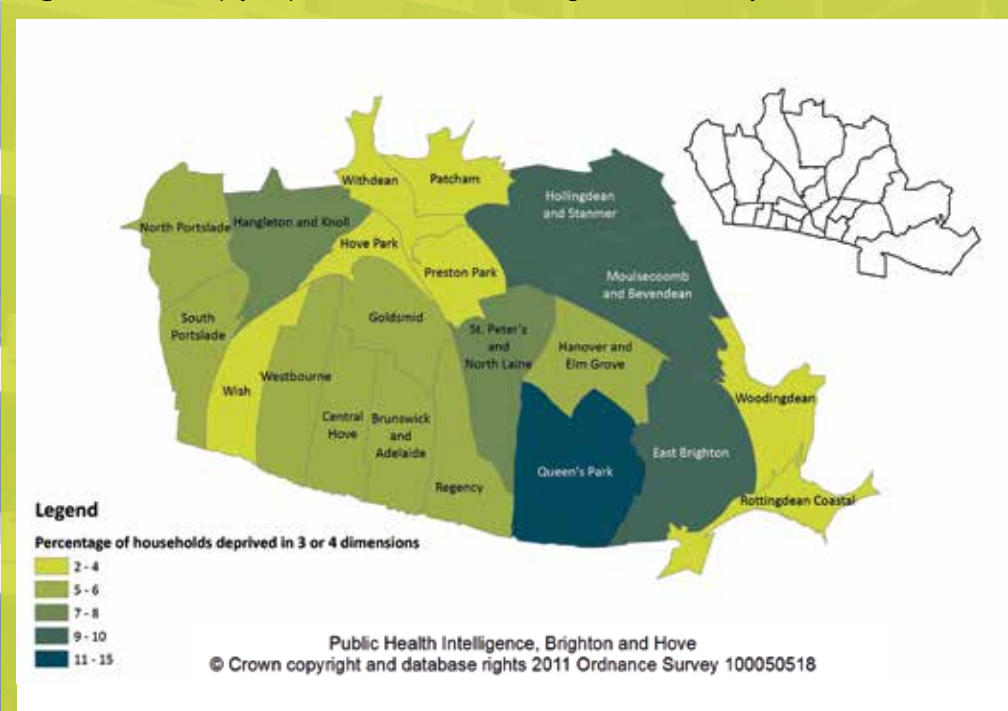 Withdean
Patcham
Hollingdean
and Stanmer
North Portslade
Hangleton and Knoll
Hove Park
Preston Park
Moulsecoomb
and Bevendean
South
Portslade
Goldsmid
St. Peter's
and
North Laine
Hanover and
Elm Grove
Wish
Westbourne
Woodingdean
Central
Hove
Brunswick
and
Adelaide
East Brighton
Queen's Park
Regency
Rottingdean Coastal
Legend
Percentage of households deprived in 3 or 4 dimensions
2 - 4
5 - 6
7 - 8
9 - 10
11 - 15
Public Health Intelligence, Brighton and Hove
© Crown copyright and database rights 2011 Ordnance Survey 100050518